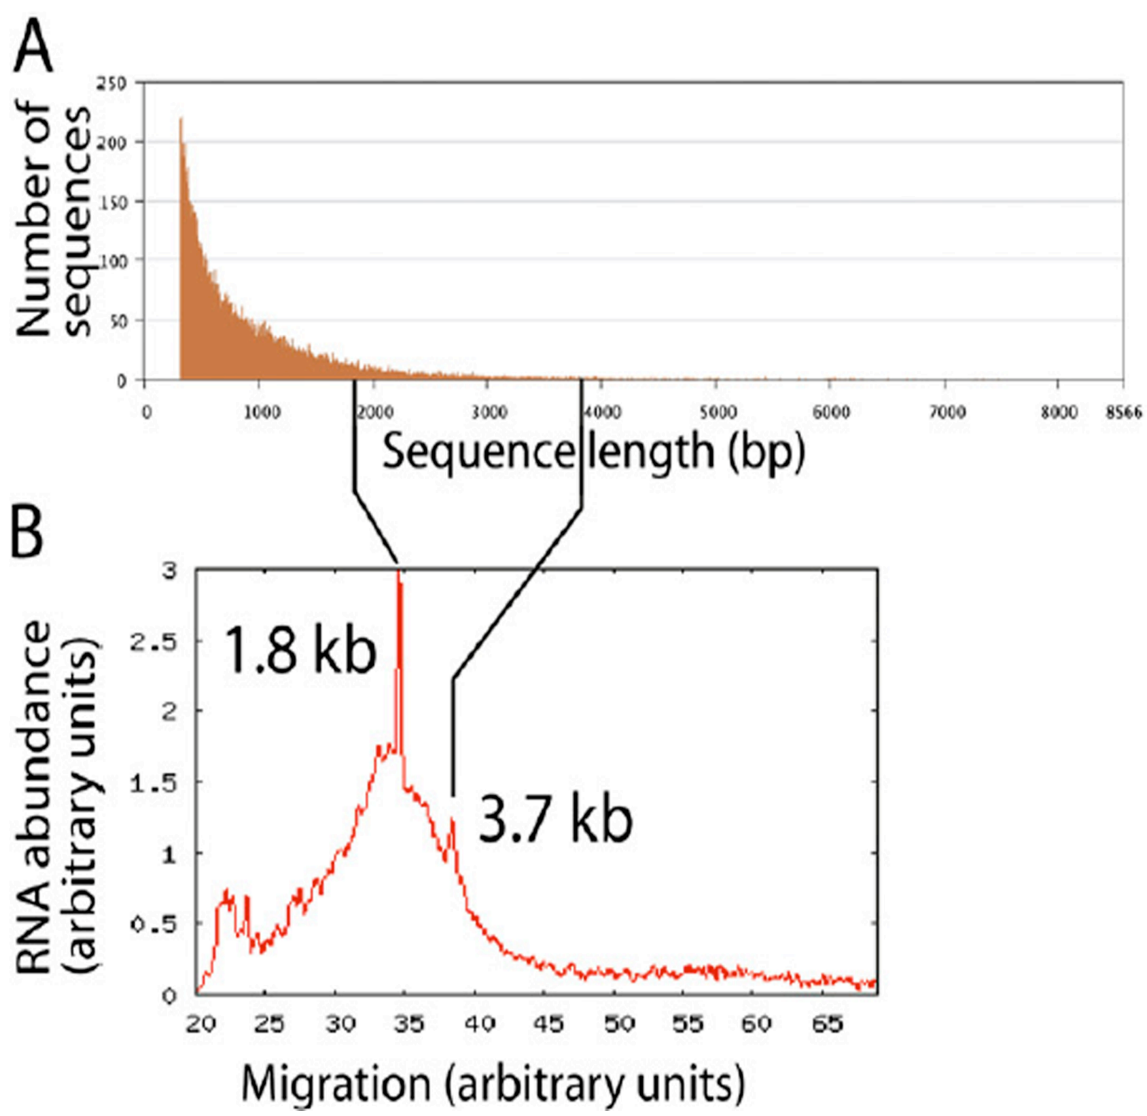 A
Number of
sequences
250
200
150
100
50
0
0 1000 2000 3000 4000 5000 6000 7000 8000 8566
Sequence length (bp)
B
RNA abundance
(arbitrary units)
3
2.5
2
1.5
1
0.5
0
1.8 kb
3.7 kb
20 25 30 35 40 45 50 55 60 65
Migration (arbitrary units)